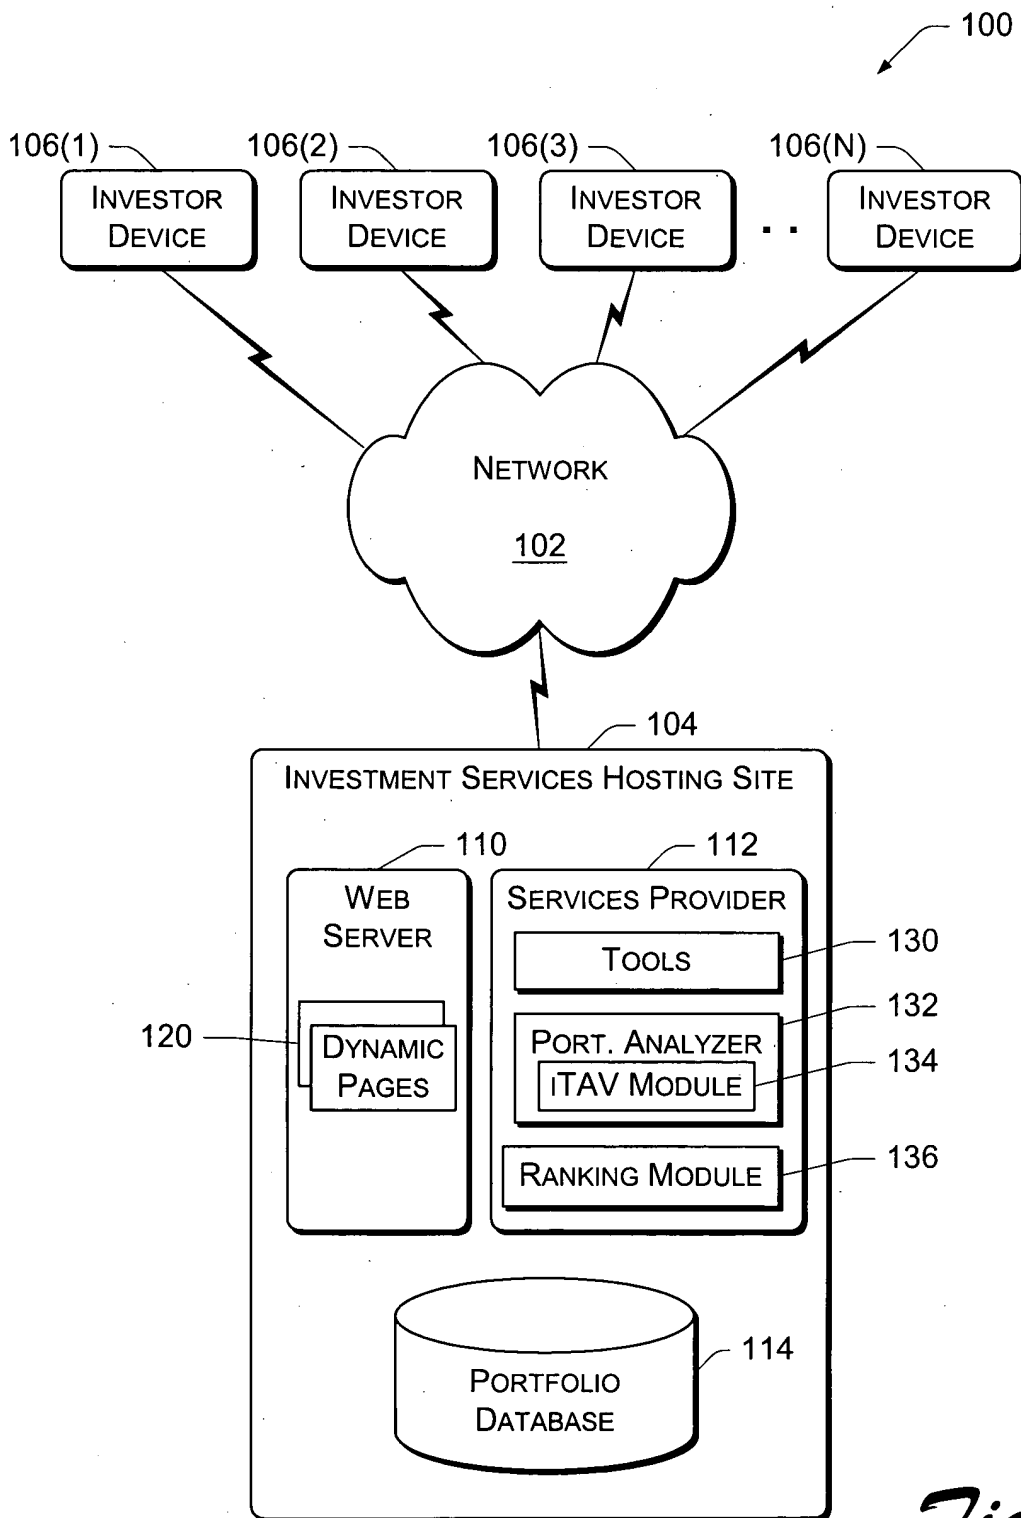 100
106(1)
106(2)
106(3)
106(N)
INVESTOR
DEVICE
INVESTOR
DEVICE
INVESTOR
DEVICE
INVESTOR
DEVICE
NETWORK
102
104
INVESTMENT SERVICES HOSTING SITE
110
112
WEB
SERVER
SERVICES PROVIDER
TOOLS
130
132
PORT. ANALYZER
134
iTAV MODULE
120
DYNAMIC
PAGES
RANKING MODULE
136
114
PORTFOLIO
DATABASE